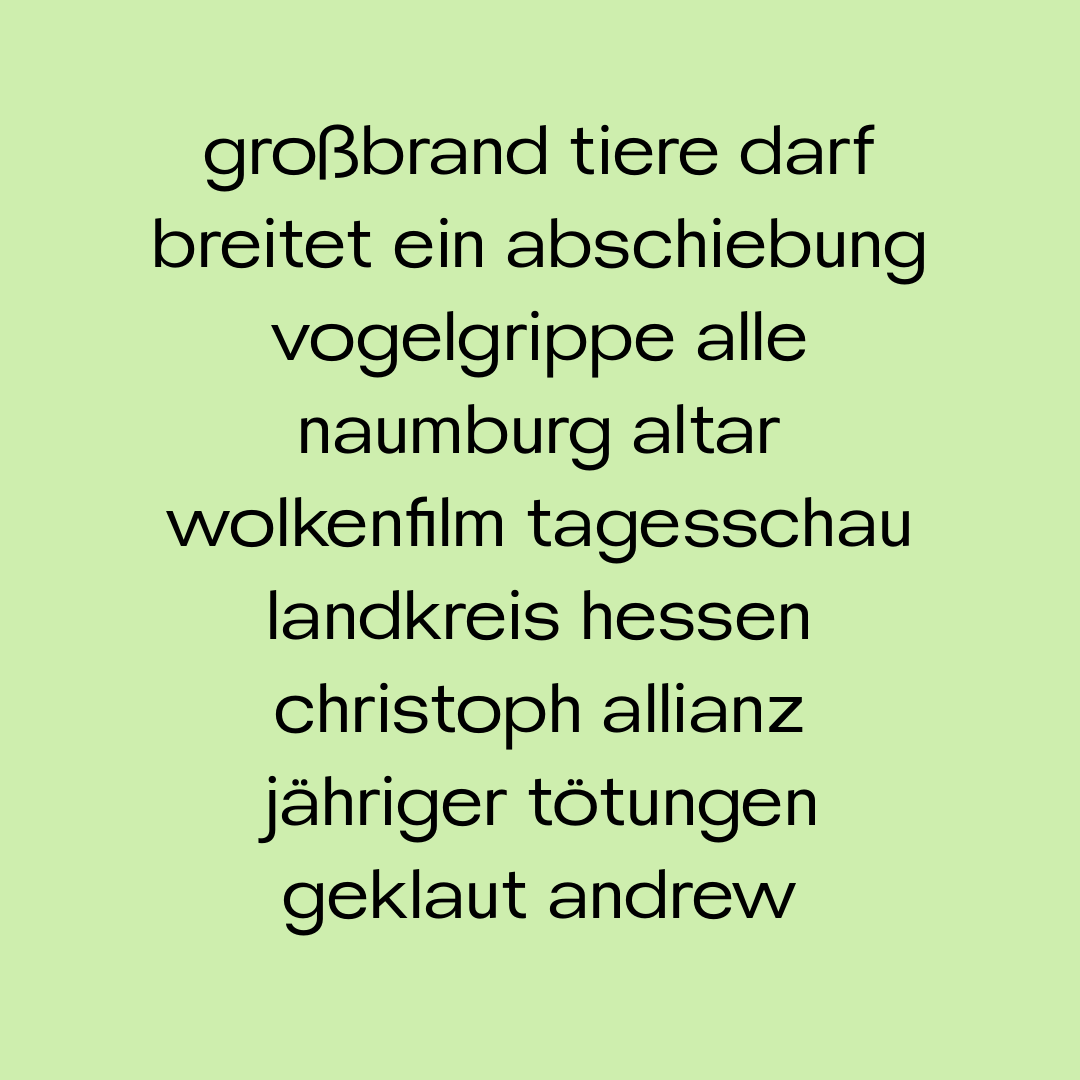 großbrand tiere darf
breitet ein abschiebung
vogelgrippe alle
naumburg altar
wolkenfilm tagesschau
landkreis hessen
christoph allianz
jähriger tötungen
geklaut andrew